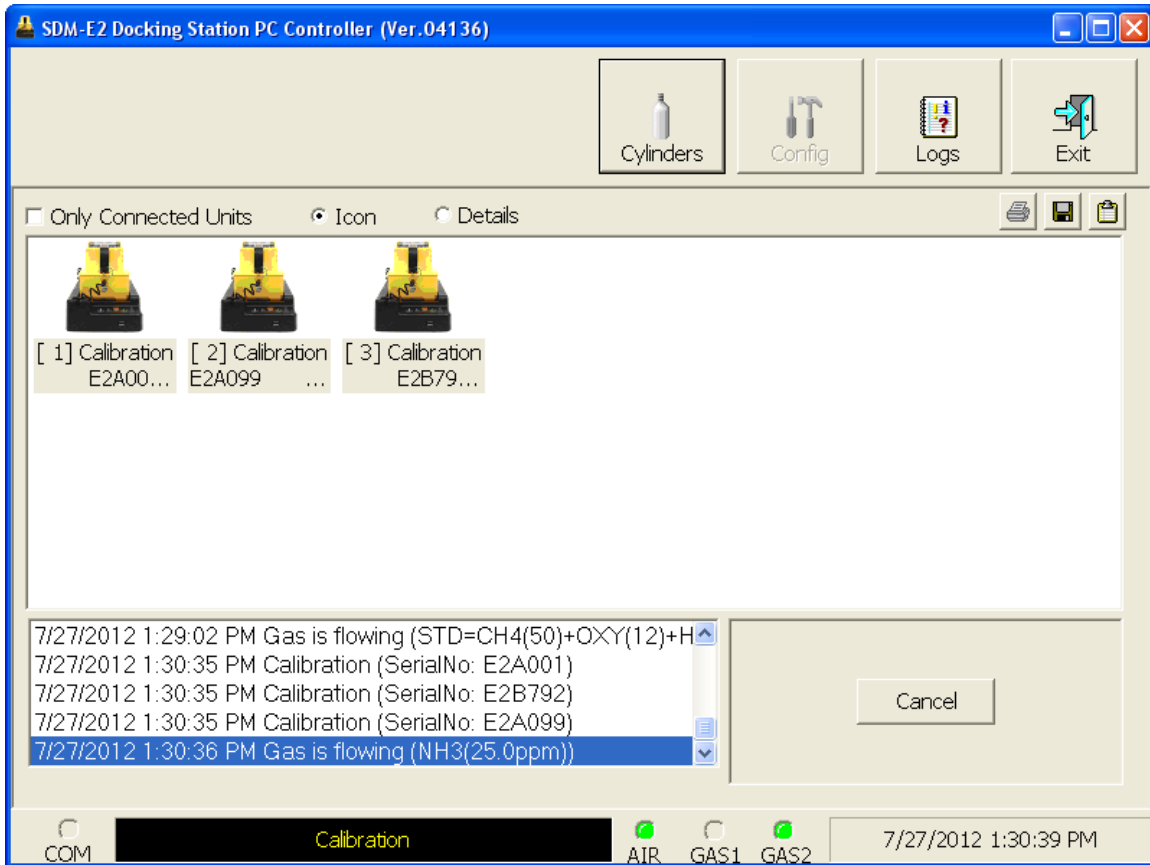 SDM-E2 Docking Station PC Controller (Ver.04136)
Cylinders
Config
Logs
Exit
Only Connected Units
Icon
Details
[ 1] Calibration
E2A00...
[ 2] Calibration
E2A099 ...
[ 3] Calibration
E2B79...
7/27/2012 1:29:02 PM Gas is flowing (STD=CH4(50)+OXY(12)+H
7/27/2012 1:30:35 PM Calibration (SerialNo: E2A001)
7/27/2012 1:30:35 PM Calibration (SerialNo: E2B792)
7/27/2012 1:30:35 PM Calibration (SerialNo: E2A099)
7/27/2012 1:30:36 PM Gas is flowing (NH3(25.0ppm))
Cancel
COM
Calibration
AIR
GAS1
GAS2
7/27/2012 1:30:39 PM